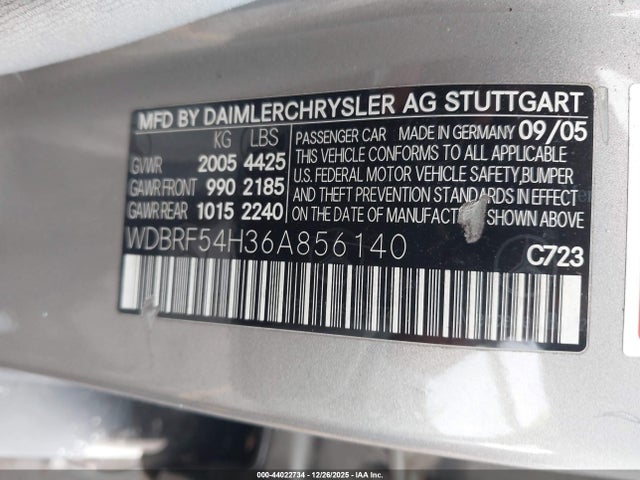 MFD BY DAIMLERCHRYSLER AG STUTTGART
KG LBS
GVWR 2005 4425
GAWR FRONT 990 2185
GAWR REAR 1015 2240
PASSENGER CAR MADE IN GERMANY 09/05
THIS VEHICLE CONFORMS TO ALL APPLICABLE
U.S. FEDERAL MOTOR VEHICLE SAFETY,BUMPER
AND THEFT PREVENTION STANDARDS IN EFFECT
ON THE DATE OF MANUFACTURE SHOWN ABOVE
WDBRF54H36A856140
C723
000-44022734 - 12/26/2025 - IAA Inc.